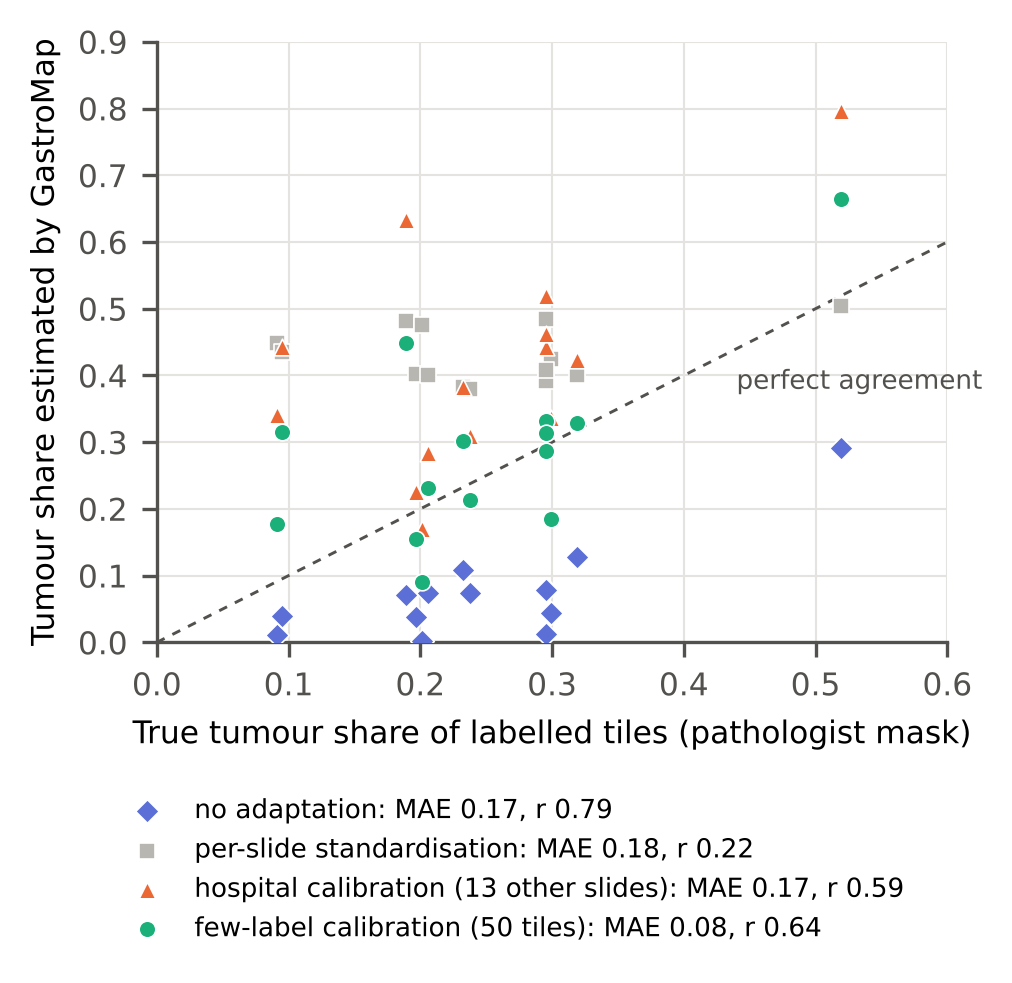 Tumour share estimated by GastroMap
0.9
0.8
0.7
0.6
0.5
0.4
0.3
0.2
0.1
0.0
perfect agreement
0.0 0.1 0.2 0.3 0.4 0.5 0.6
True tumour share of labelled tiles (pathologist mask)
no adaptation: MAE 0.17, r 0.79
per-slide standardisation: MAE 0.18, r 0.22
hospital calibration (13 other slides): MAE 0.17, r 0.59
few-label calibration (50 tiles): MAE 0.08, r 0.64